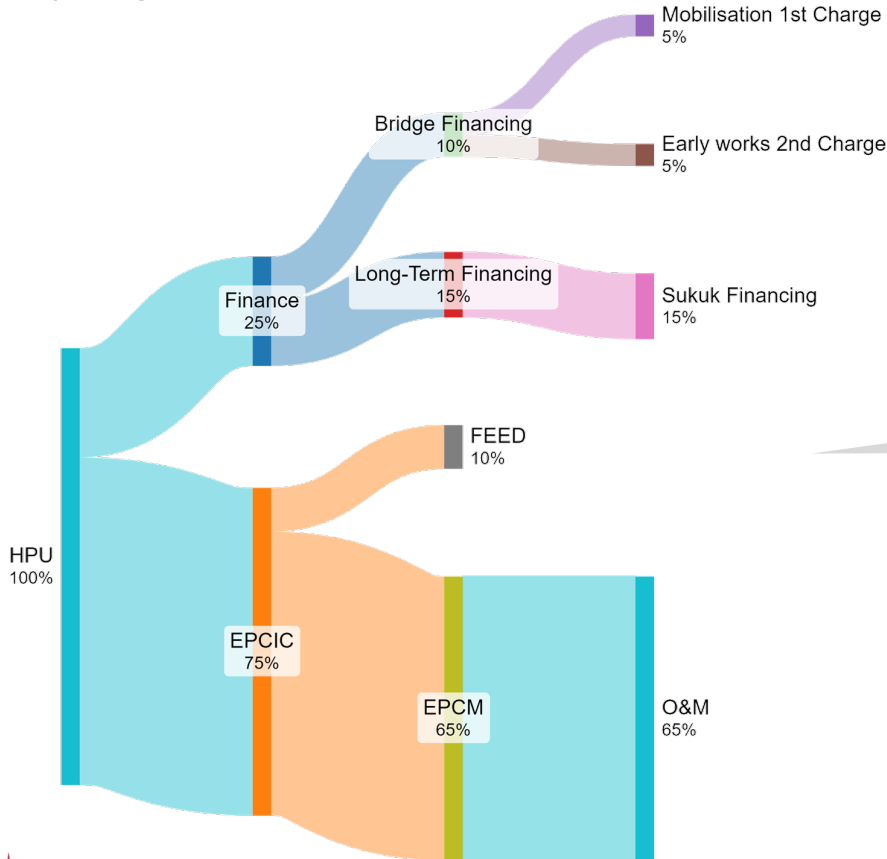 Mobilisation 1st Charge
5%
Bridge Financing
10%
Early works 2nd Charge
5%
Long-Term Financing
15%
Finance
25%
Sukuk Financing
15%
FEED
10%
HPU
100%
EPCIC
75%
EPCM
65%
O&M
65%